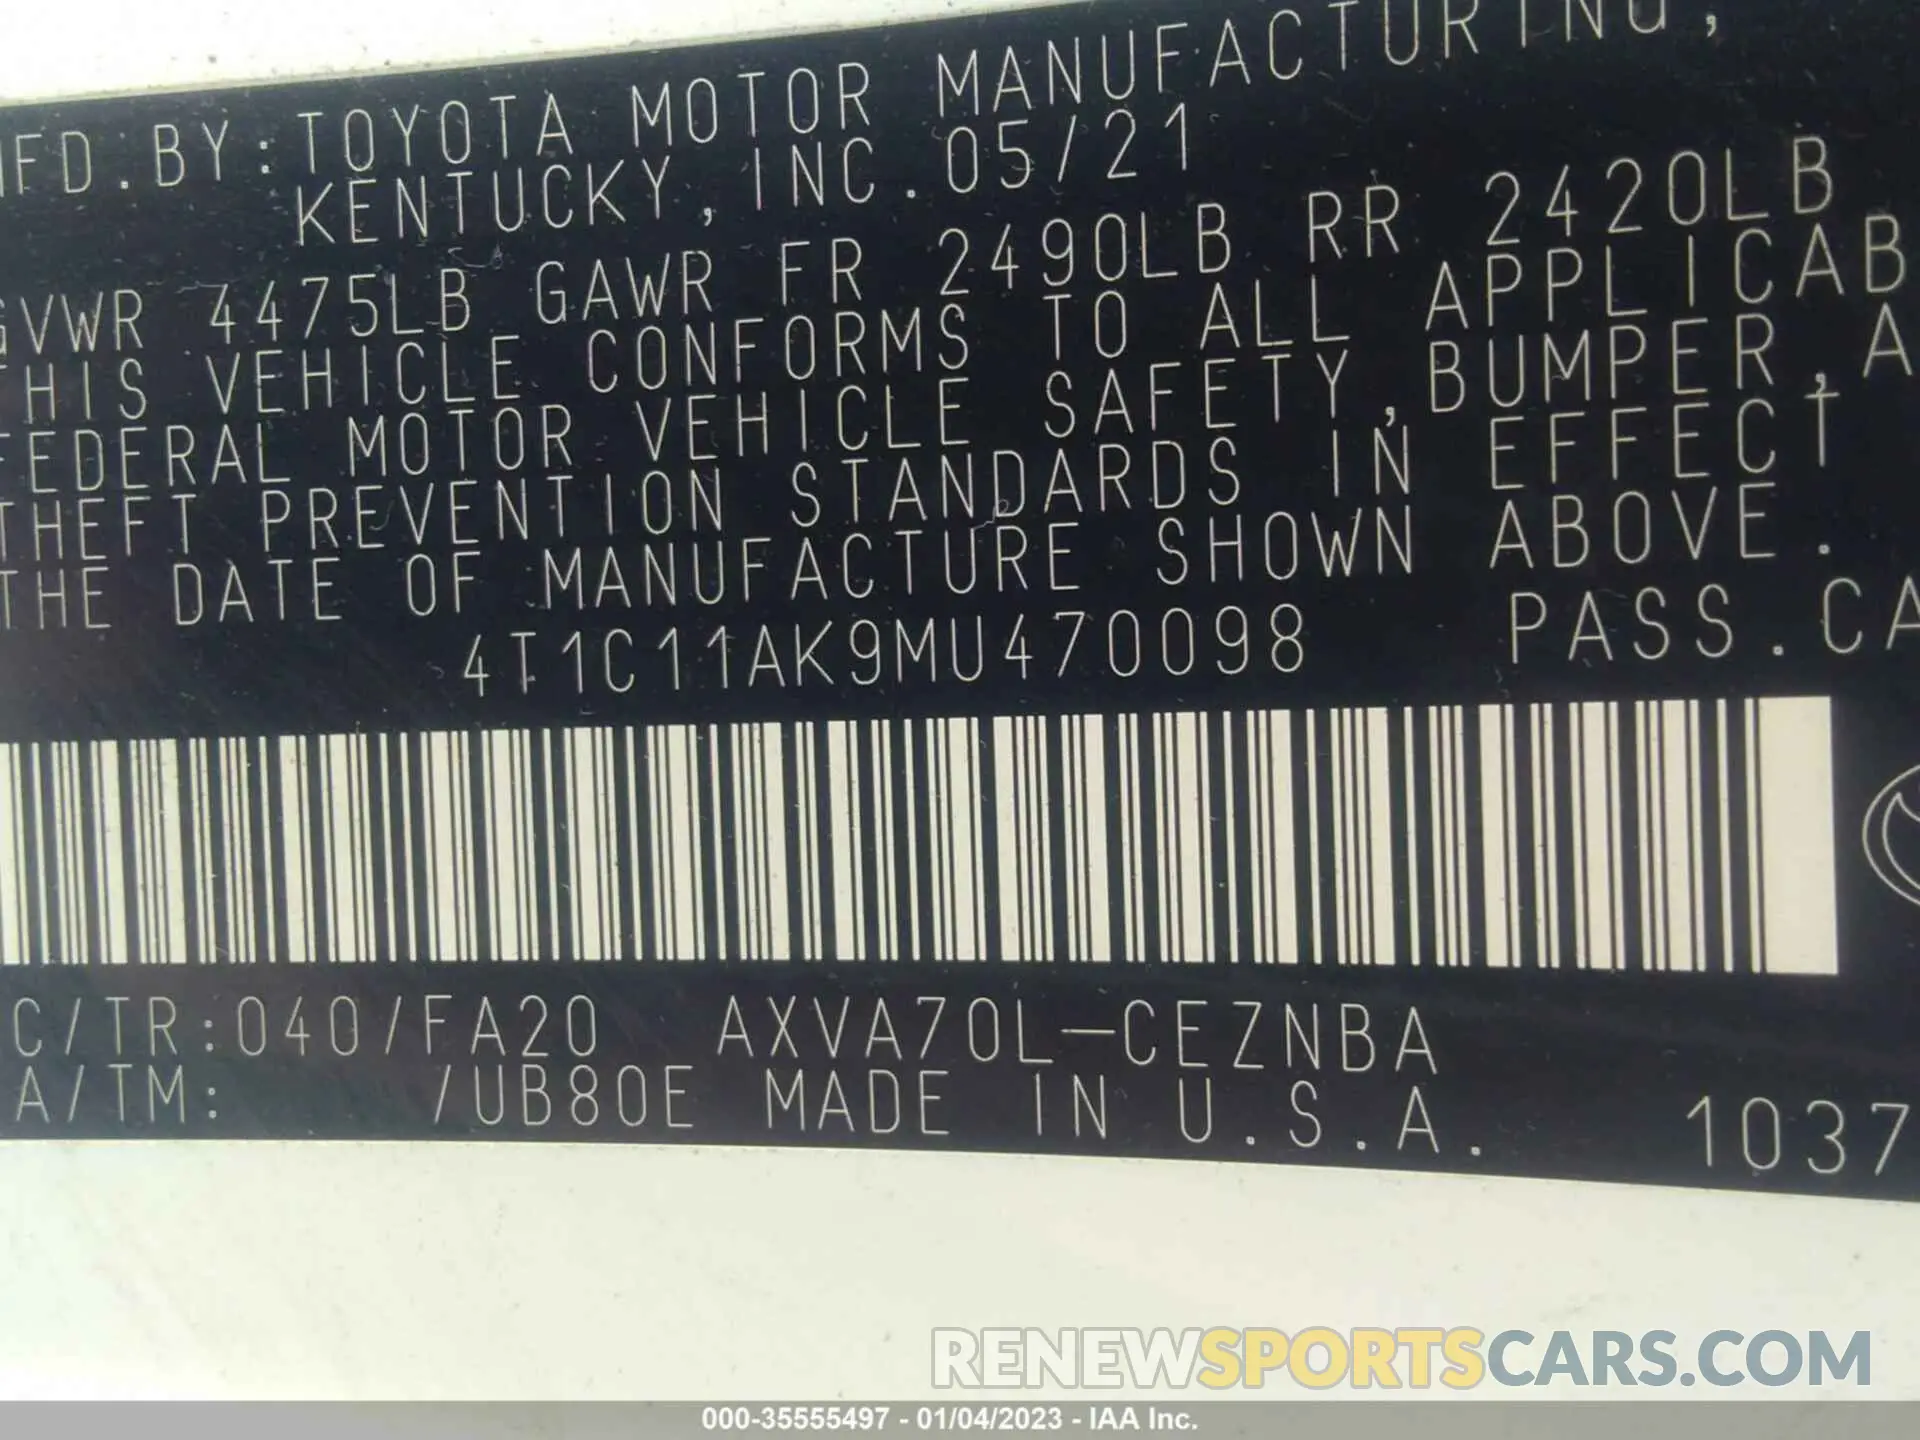 MFD.BY:TOYOTA MOTOR MANUFACTURING,
KENTUCKY,INC.05/21
GVWR 4475LB GAWR FR 2490LB RR 2420LB
THIS VEHICLE CONFORMS TO ALL APPLICAB
FEDERAL MOTOR VEHICLE SAFETY,BUMPER,A
THEFT PREVENTION STANDARDS IN EFFECT
THE DATE OF MANUFACTURE SHOWN ABOVE.
4T1C11AK9MU470098 PASS.CA
C/TR:040/FA20 AXVA70L-CEZNBA
A/TM: /UB80E MADE IN U.S.A.
1037
RENEWSPORTSCARS.COM
000-35555497 - 01/04/2023 - IAA Inc.